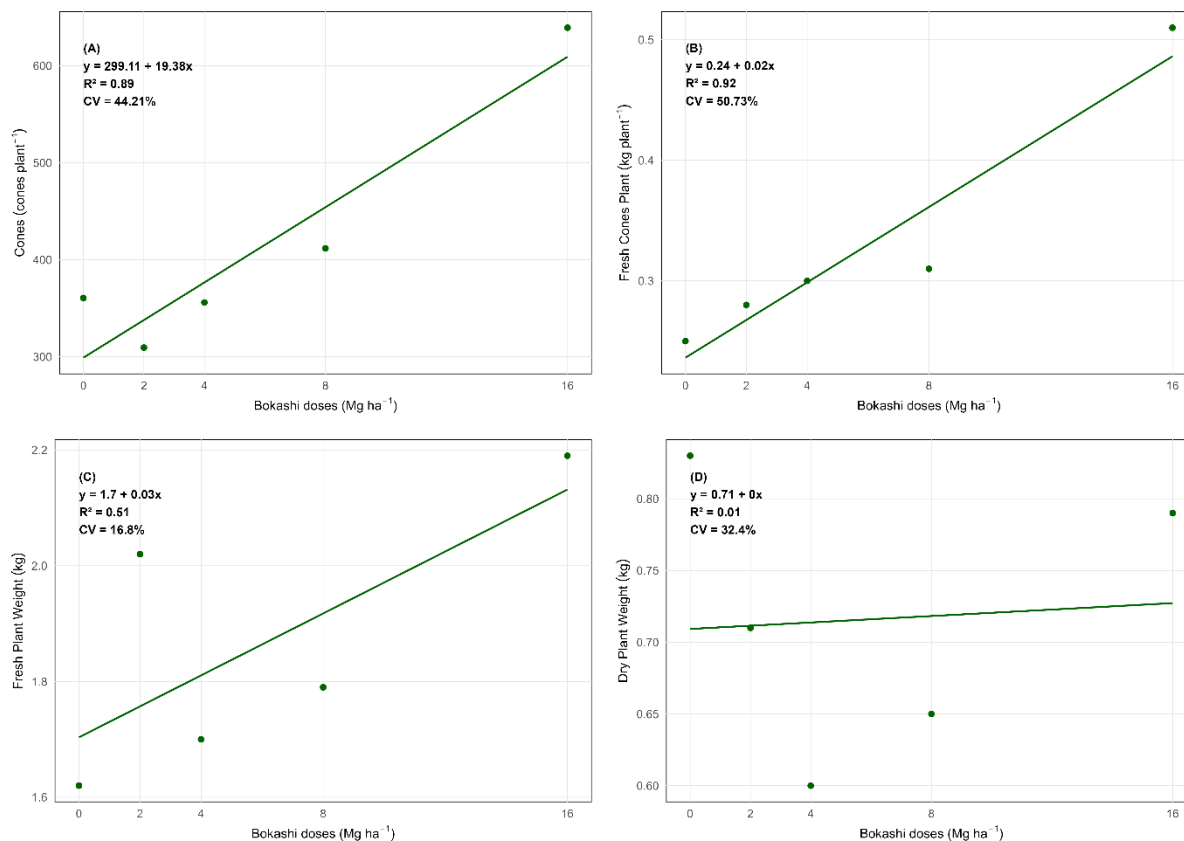 (A)
y = 299.11 + 19.38x
R² = 0.89
CV = 44.21%
600
500
400
300
Cones (cones plant⁻¹)
0 2 4 8 16
Bokashi doses (Mg ha⁻¹)
(B)
y = 0.24 + 0.02x
R² = 0.92
CV = 50.73%
0.5
0.4
0.3
Fresh Cones Plant (kg plant⁻¹)
0 2 4 8 16
Bokashi doses (Mg ha⁻¹)
(C)
y = 1.7 + 0.03x
R² = 0.51
CV = 16.8%
2.2
2.0
1.8
1.6
Fresh Plant Weight (kg)
0 2 4 8 16
Bokashi doses (Mg ha⁻¹)
(D)
y = 0.71 + 0x
R² = 0.01
CV = 32.4%
0.80
0.75
0.70
0.65
0.60
Dry Plant Weight (kg)
0 2 4 8 16
Bokashi doses (Mg ha⁻¹)